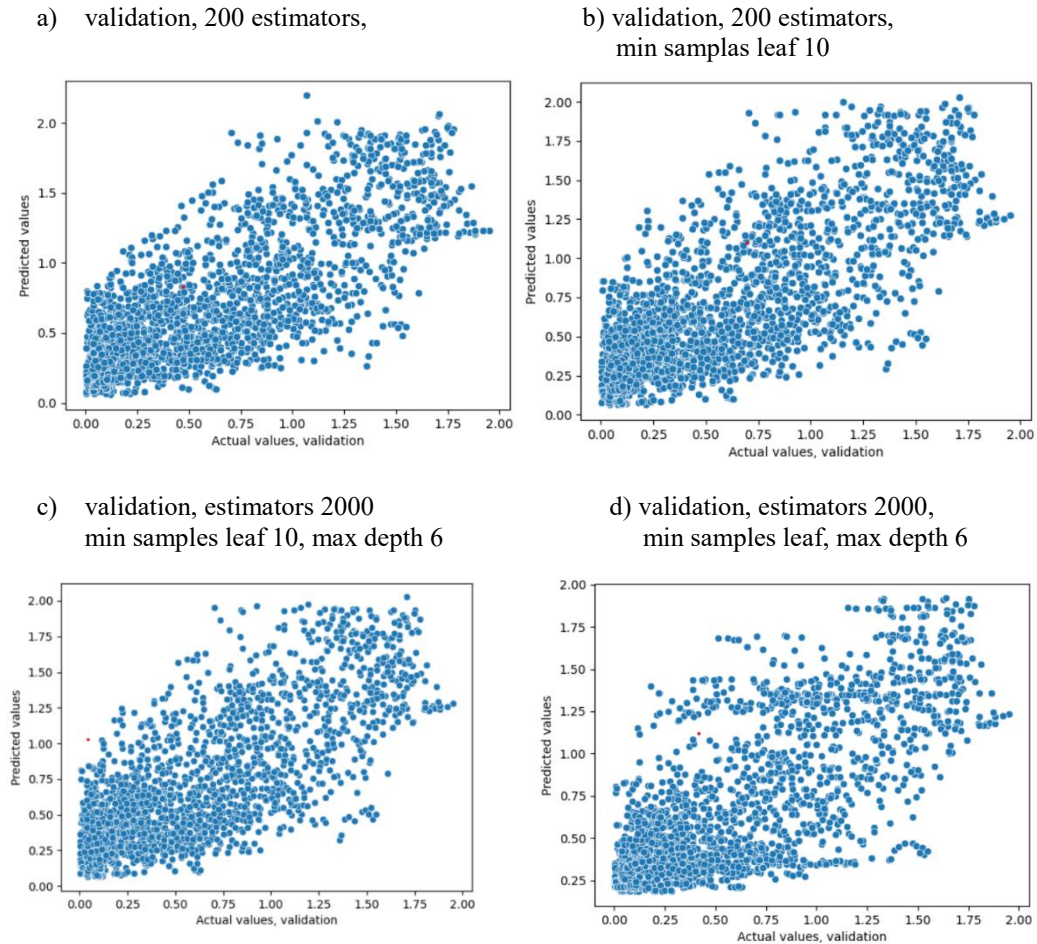 a) validation, 200 estimators,
b) validation, 200 estimators,
min samplas leaf 10
2.0
1.5
1.0
0.5
0.0
Predicted values
0.00 0.25 0.50 0.75 1.00 1.25 1.50 1.75 2.00
Actual values, validation
2.00
1.75
1.50
1.25
1.00
0.75
0.50
0.25
0.00
Predicted values
0.00 0.25 0.50 0.75 1.00 1.25 1.50 1.75 2.00
Actual values, validation
c) validation, estimators 2000
min samples leaf 10, max depth 6
d) validation, estimators 2000,
min samples leaf, max depth 6
2.00
1.75
1.50
1.25
1.00
0.75
0.50
0.25
0.00
Predicted values
0.00 0.25 0.50 0.75 1.00 1.25 1.50 1.75 2.00
Actual values, validation
2.00
1.75
1.50
1.25
1.00
0.75
0.50
0.25
Predicted values
0.00 0.25 0.50 0.75 1.00 1.25 1.50 1.75 2.00
Actual values, validation